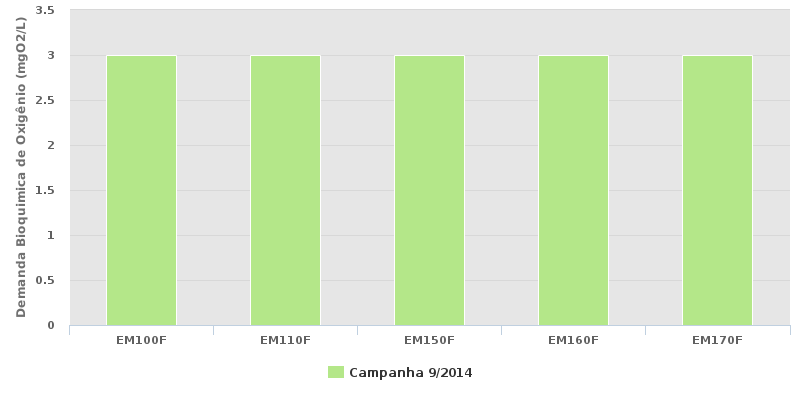 Demanda Bioquimica de Oxigênio (mgO2/L)
3.5
3
2.5
2
1.5
1
0.5
0
EM100F EM110F EM150F EM160F EM170F
Campanha 9/2014